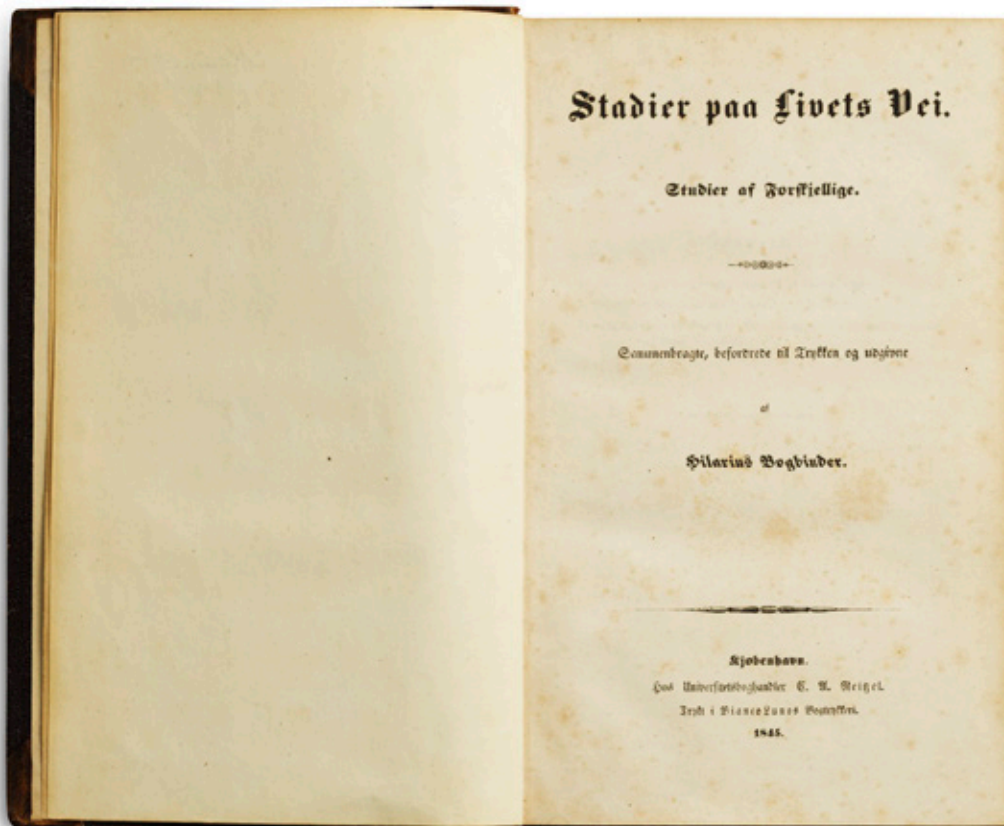 Stadier paa Livets Vei.
Studier af Forskjellige.
Sammenbragte, befordrede til Trykken og udgivne
af
Hilarius Bogbinder.
Kjøbenhavn.
Hos Universitetsboghandler C. A. Reitzel.
Trykt i Bianco Lunos Bogtrykkeri.
1845.